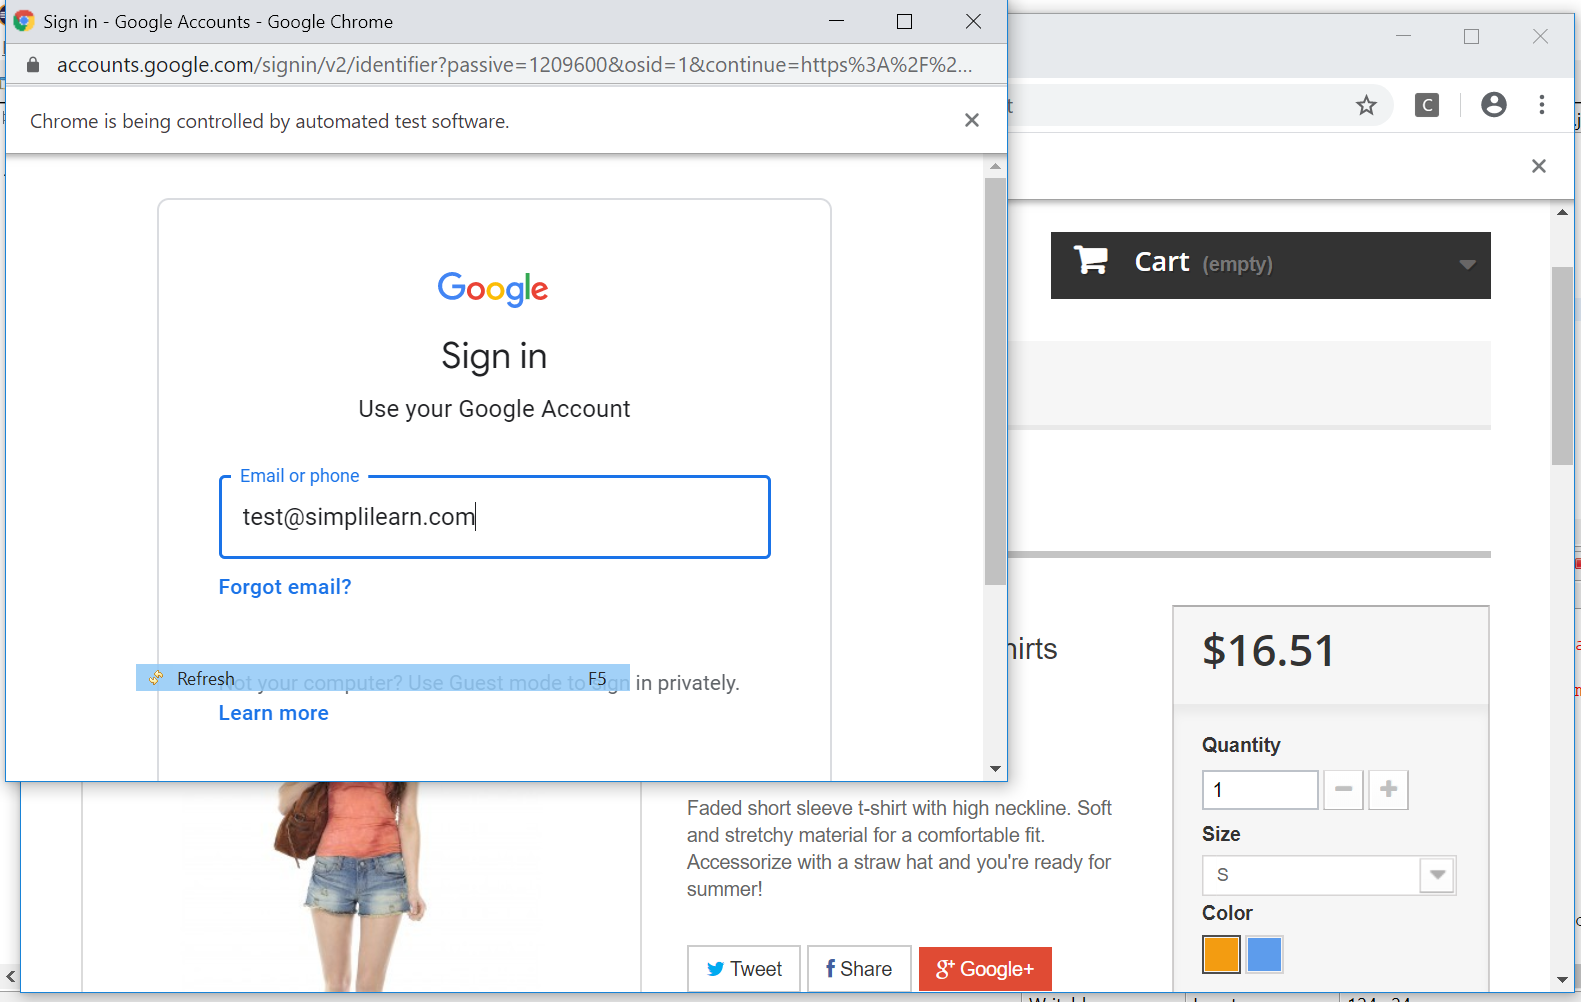 Sign in - Google Accounts - Google Chrome
accounts.google.com/signin/v2/identifier?passive=1209600&osid=1&continue=https%3A%2F%2...
Chrome is being controlled by automated test software.
Google
Sign in
Use your Google Account
Email or phone
test@simplilearn.com
Forgot email?
Refresh F5
Not your computer? Use Guest mode to sign in privately.
Learn more
t
C
Cart (empty)
hirts
$16.51
Quantity
1
Size
S
Color
Faded short sleeve t-shirt with high neckline. Soft
and stretchy material for a comfortable fit.
Accessorize with a straw hat and you're ready for
summer!
Tweet
f Share
g+ Google+